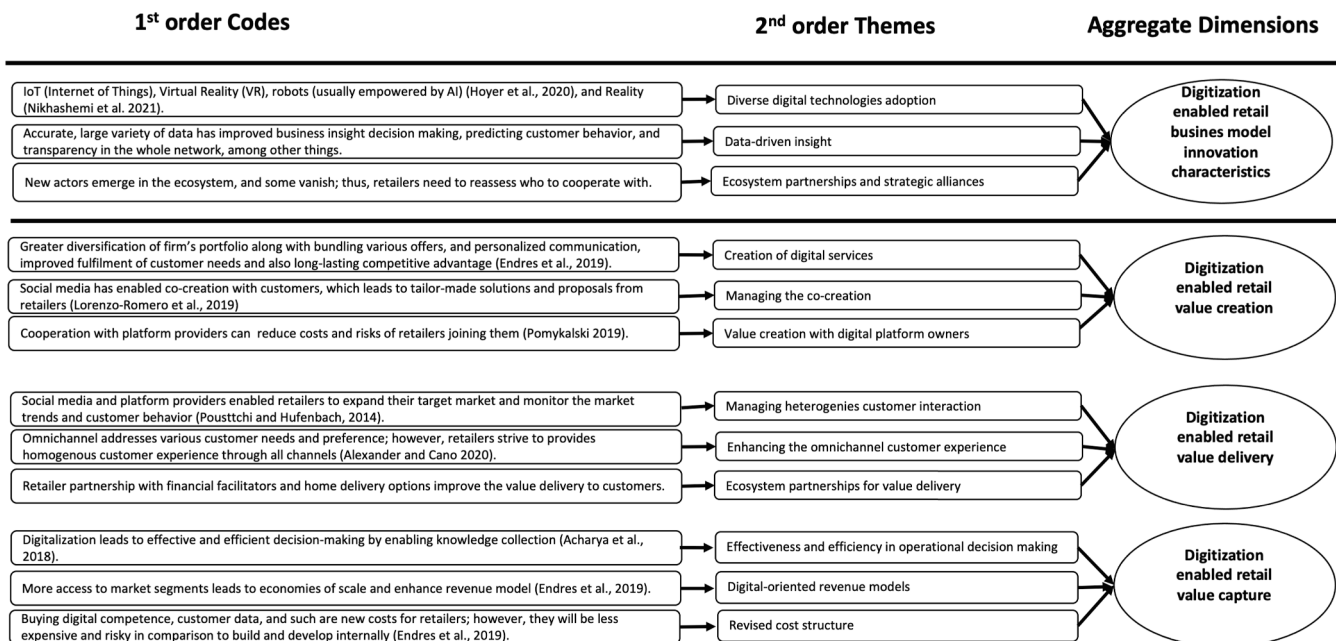 1st order Codes
2nd order Themes
Aggregate Dimensions
IoT (Internet of Things), Virtual Reality (VR), robots (usually empowered by AI) (Hoyer et al., 2020), and Reality
(Nikhashemi et al. 2021).
Diverse digital technologies adoption
Accurate, large variety of data has improved business insight decision making, predicting customer behavior, and
transparency in the whole network, among other things.
Data-driven insight
New actors emerge in the ecosystem, and some vanish; thus, retailers need to reassess who to cooperate with.
Ecosystem partnerships and strategic alliances
Digitization
enabled retail
busines model
innovation
characteristics
Greater diversification of firm's portfolio along with bundling various offers, and personalized communication,
improved fulfilment of customer needs and also long-lasting competitive advantage (Endres et al., 2019).
Creation of digital services
Social media has enabled co-creation with customers, which leads to tailor-made solutions and proposals from
retailers (Lorenzo-Romero et al., 2019)
Managing the co-creation
Cooperation with platform providers can reduce costs and risks of retailers joining them (Pomykalski 2019).
Value creation with digital platform owners
Digitization
enabled retail
value creation
Social media and platform providers enabled retailers to expand their target market and monitor the market
trends and customer behavior (Pousttchi and Hufenbach, 2014).
Managing heterogenies customer interaction
Omnichannel addresses various customer needs and preference; however, retailers strive to provides
homogenous customer experience through all channels (Alexander and Cano 2020).
Enhancing the omnichannel customer experience
Retailer partnership with financial facilitators and home delivery options improve the value delivery to customers.
Ecosystem partnerships for value delivery
Digitization
enabled retail
value delivery
Digitalization leads to effective and efficient decision-making by enabling knowledge collection (Acharya et al.,
2018).
Effectiveness and efficiency in operational decision making
More access to market segments leads to economies of scale and enhance revenue model (Endres et al., 2019).
Digital-oriented revenue models
Buying digital competence, customer data, and such are new costs for retailers; however, they will be less
expensive and risky in comparison to build and develop internally (Endres et al., 2019).
Revised cost structure
Digitization
enabled retail
value capture